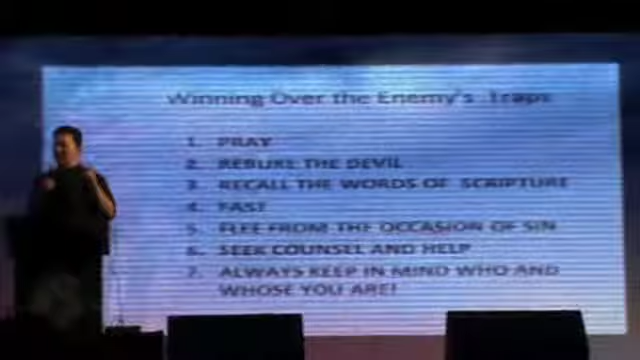 Winning Over the Enemy's Traps
1. PRAY
2. REBUKE THE DEVIL
3. RECALL THE WORDS OF SCRIPTURE
4. FAST
5. FLEE FROM THE OCCASION OF SIN
6. SEEK COUNSEL AND HELP
7. ALWAYS KEEP IN MIND WHO AND
WHOSE YOU ARE!